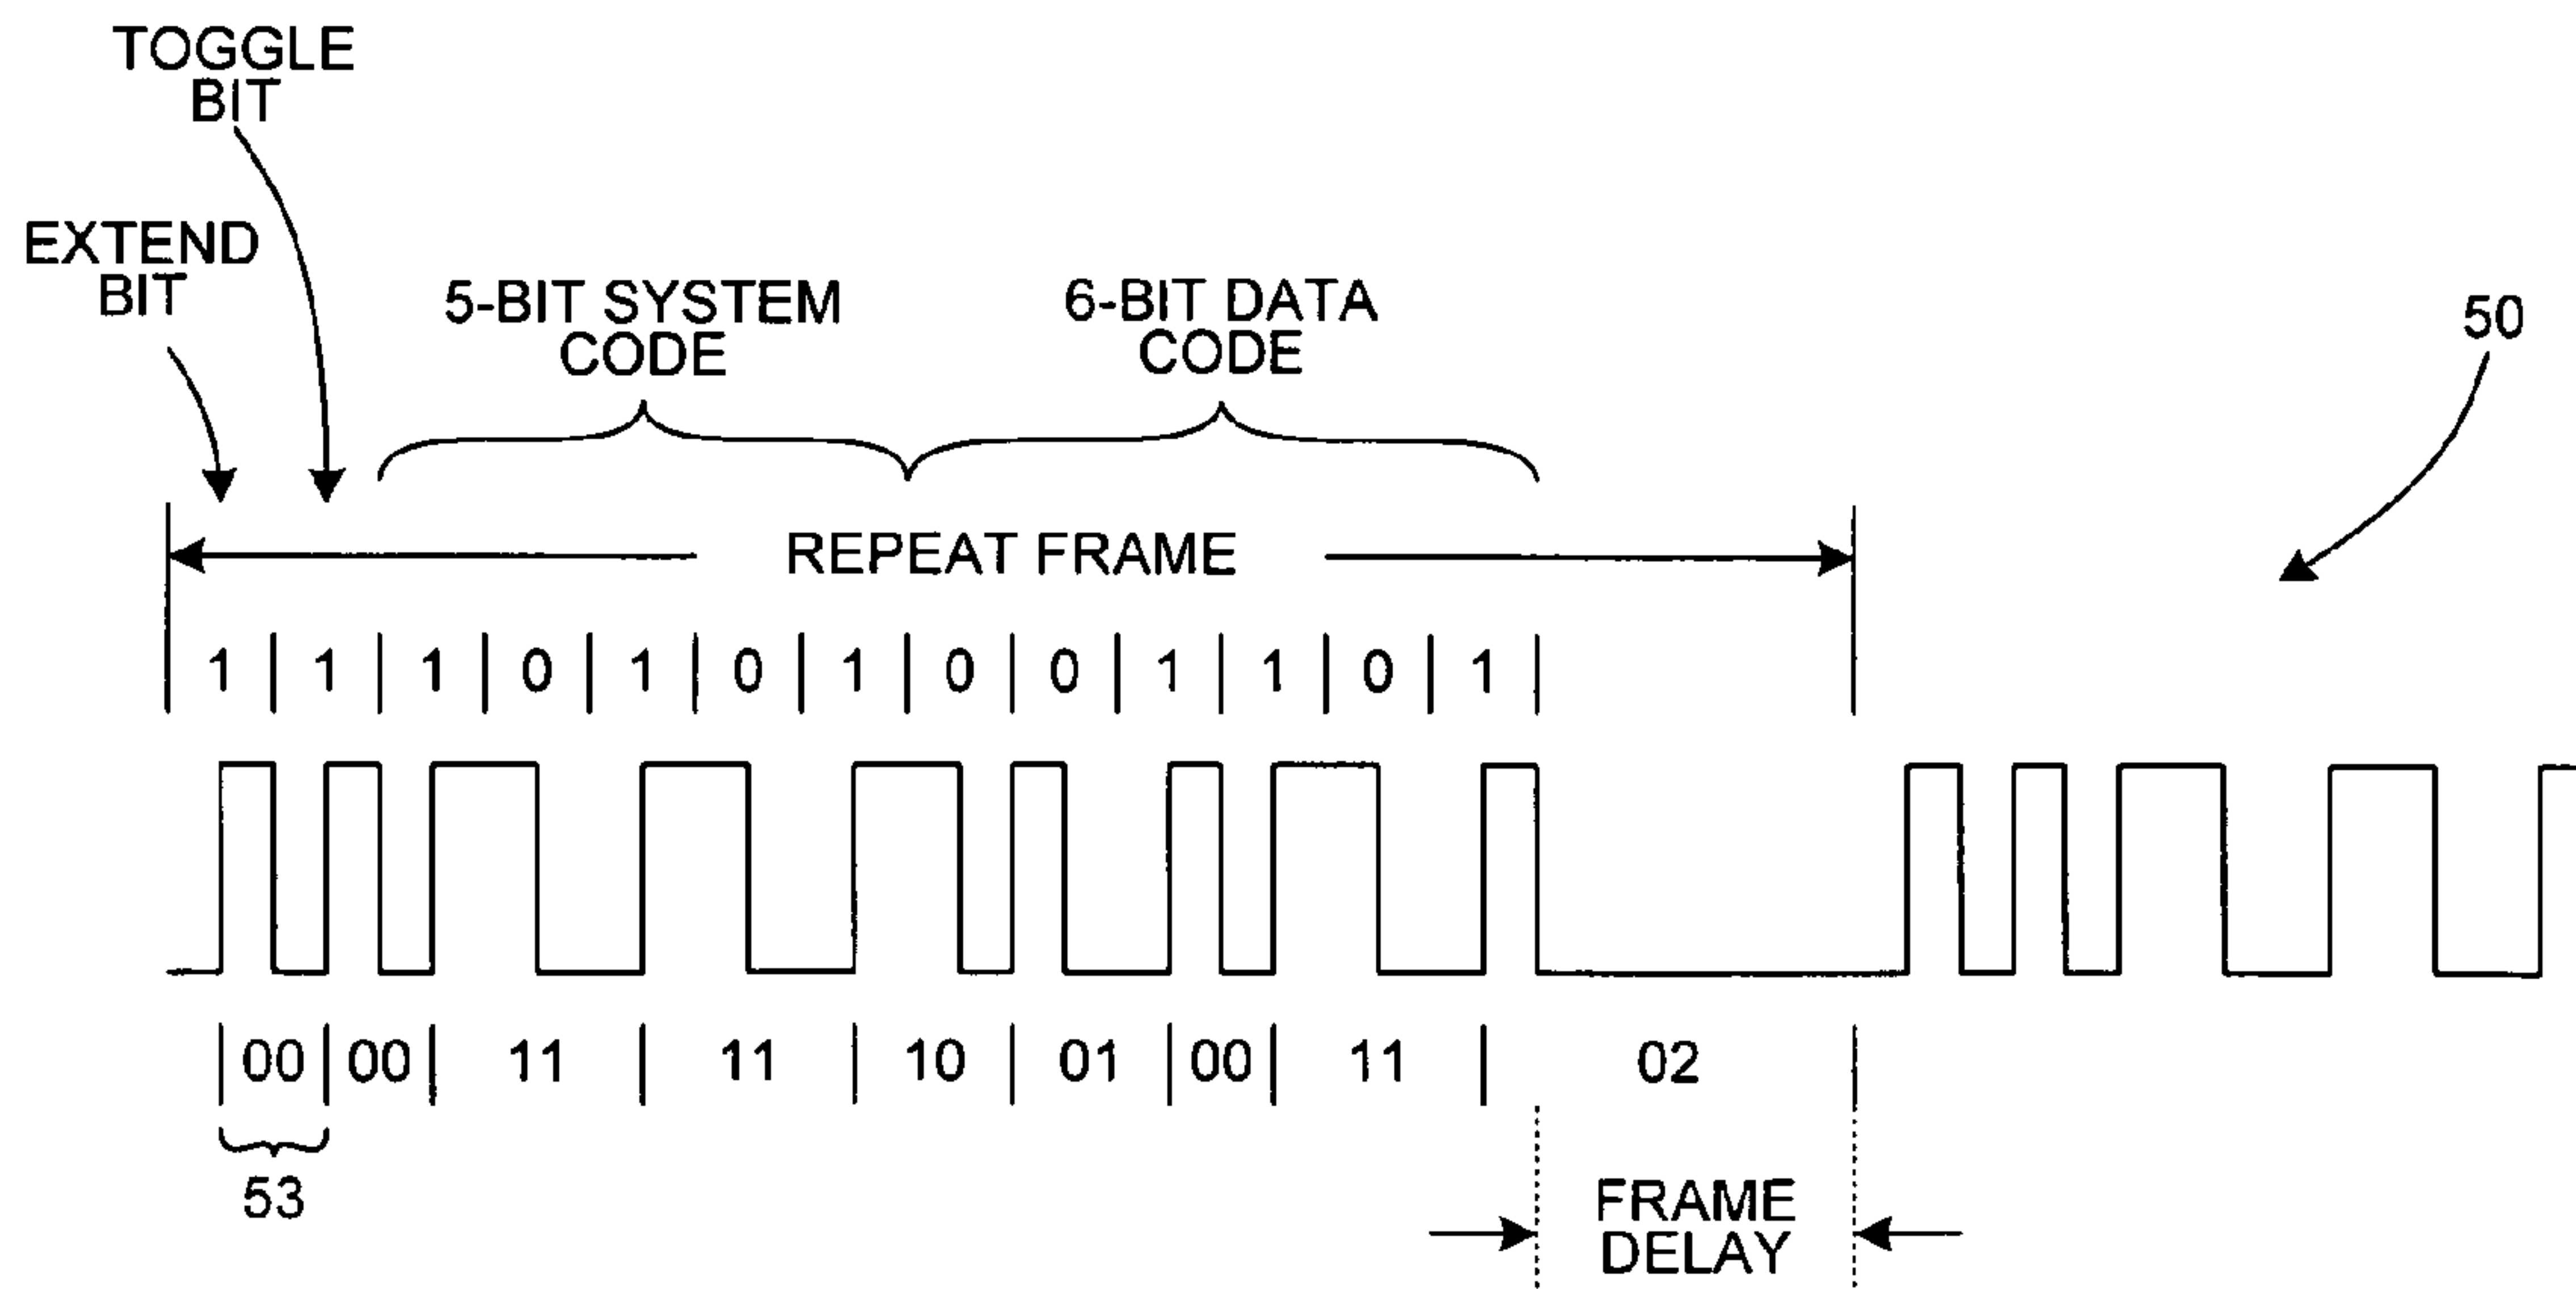 TOGGLE
BIT
EXTEND
BIT
5-BIT SYSTEM
CODE
6-BIT DATA
CODE
50
REPEAT FRAME
1 1 1 0 1 0 1 0 0 1 1 0 1
00 00 11 11 10 01 00 11 02
53
FRAME
DELAY